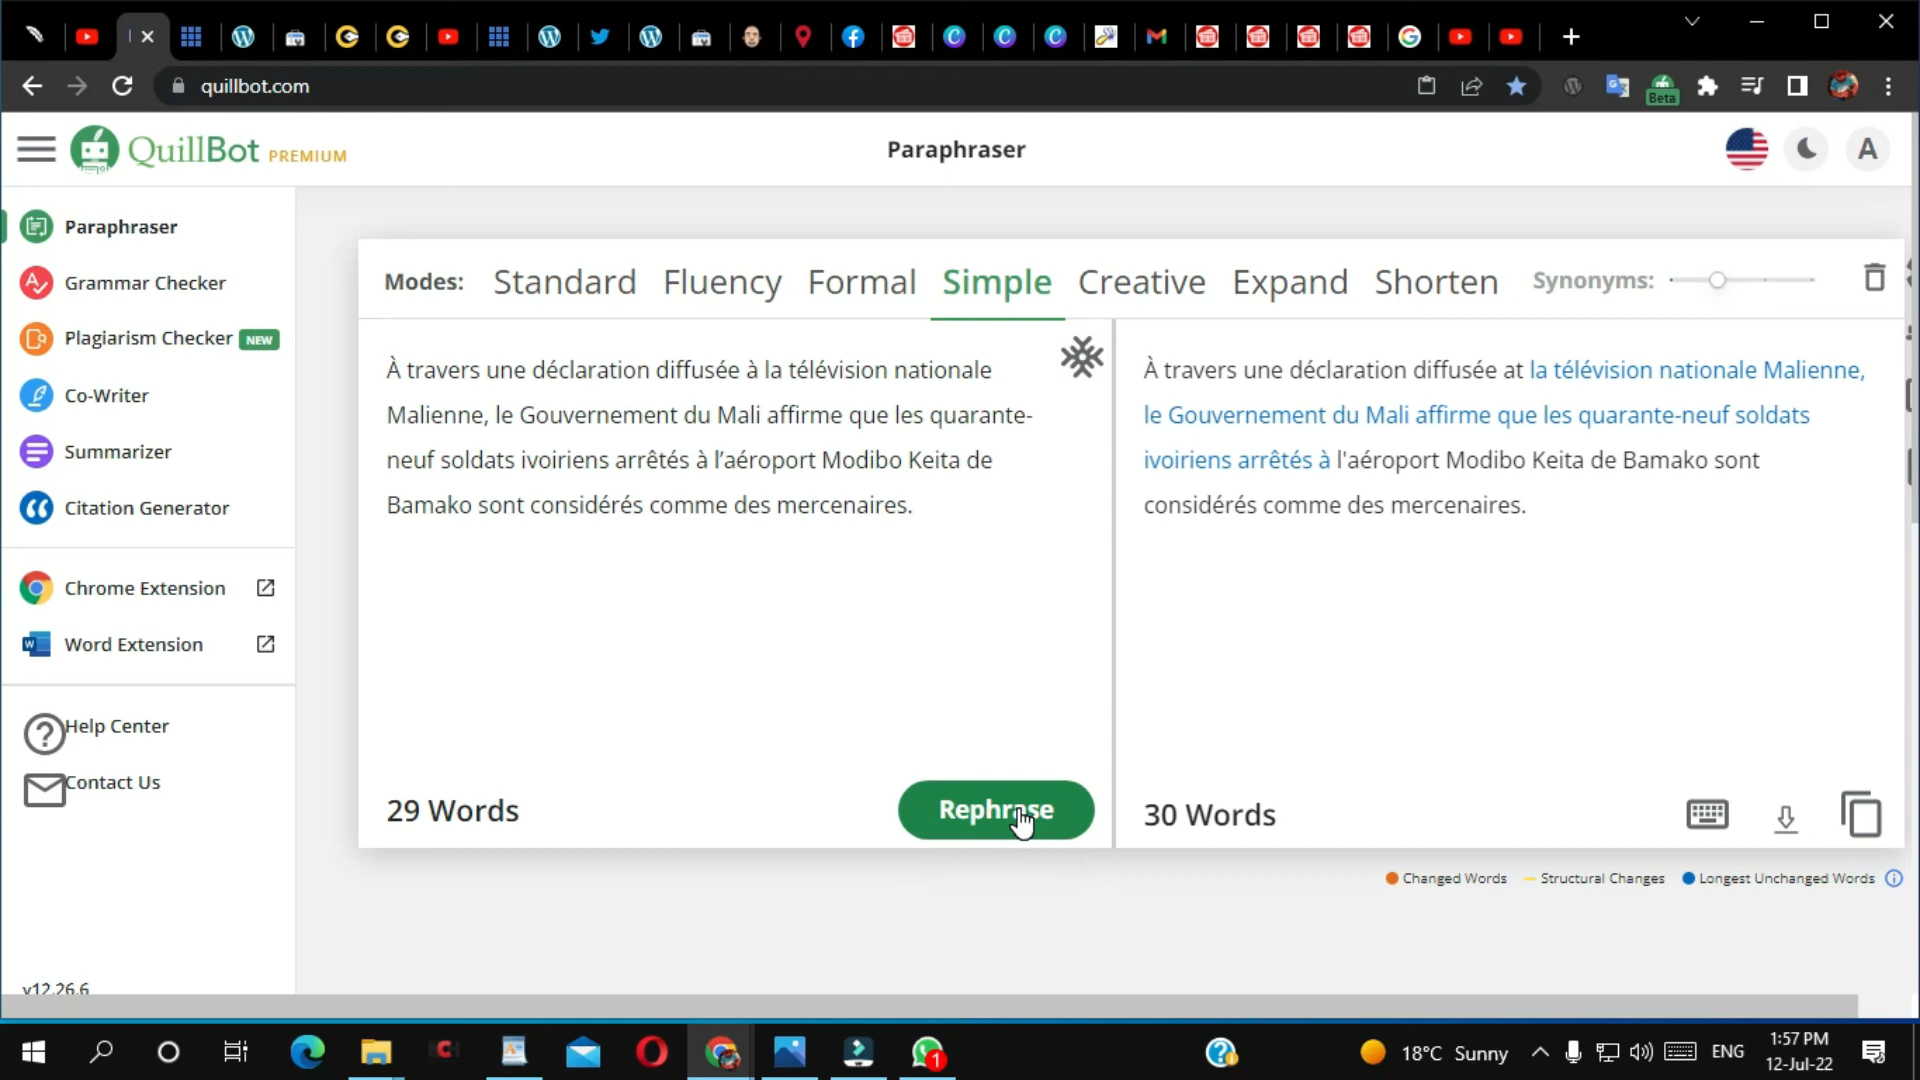 quillbot.com
Beta
QuillBot PREMIUM
Paraphraser
A
Paraphraser
Grammar Checker
Plagiarism Checker NEW
Co-Writer
Summarizer
Citation Generator
Chrome Extension
Word Extension
Help Center
Contact Us
v12.26.6
Modes: Standard Fluency Formal Simple Creative Expand Shorten Synonyms:
À travers une déclaration diffusée à la télévision nationale
Malienne, le Gouvernement du Mali affirme que les quarante-
neuf soldats ivoiriens arrêtés à l’aéroport Modibo Keita de
Bamako sont considérés comme des mercenaires.
29 Words
Rephrase
À travers une déclaration diffusée at la télévision nationale Malienne,
le Gouvernement du Mali affirme que les quarante-neuf soldats
ivoiriens arrêtés à l'aéroport Modibo Keita de Bamako sont
considérés comme des mercenaires.
30 Words
Changed Words Structural Changes Longest Unchanged Words
1
18°C Sunny
ENG
1:57 PM
12-Jul-22